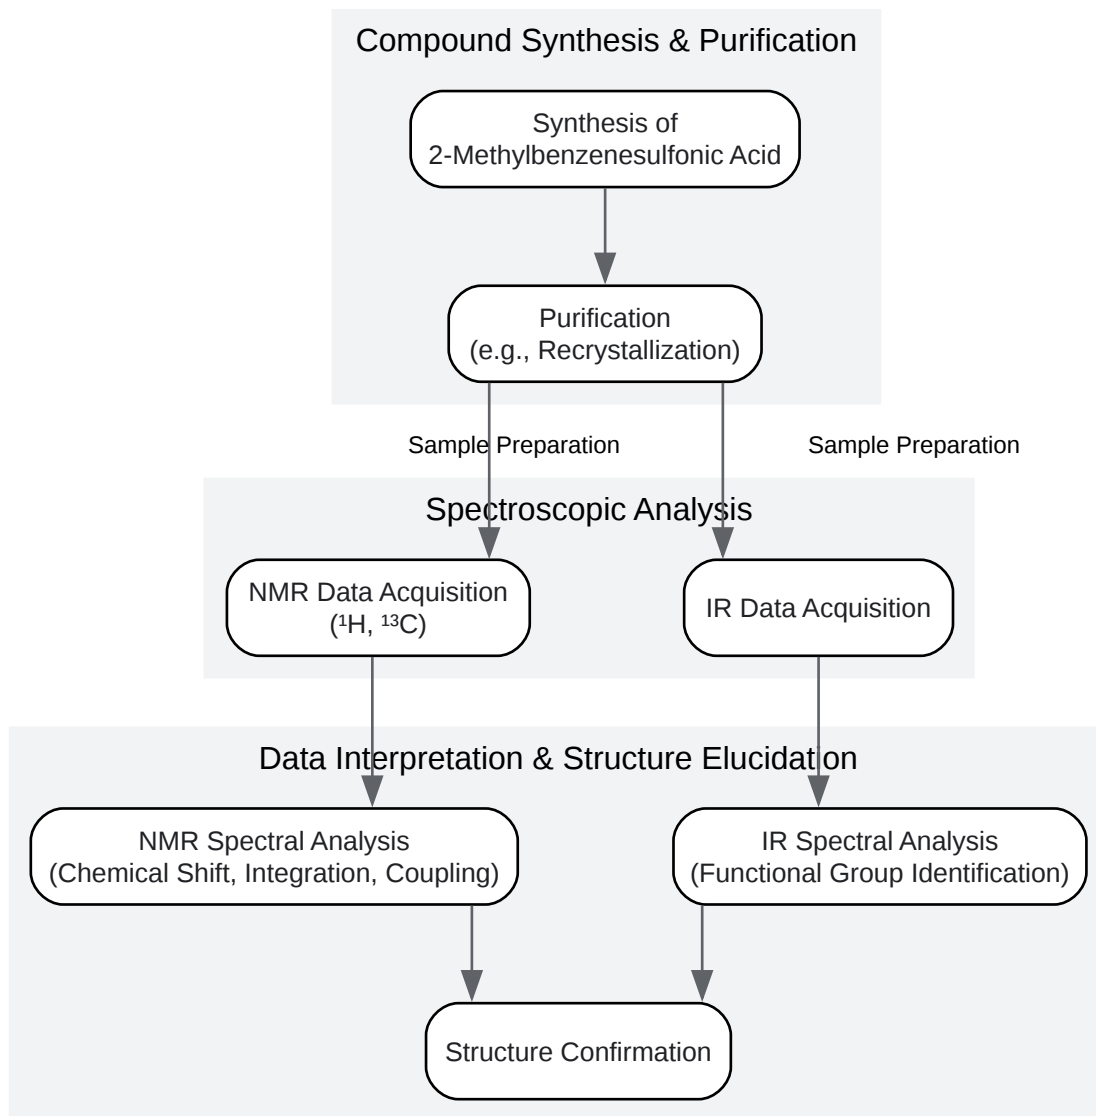 Compound Synthesis & Purification
Synthesis of
2-Methylbenzenesulfonic Acid
Purification
(e.g., Recrystallization)
Sample Preparation
Sample Preparation
Spectroscopic Analysis
NMR Data Acquisition
(¹H, ¹³C)
IR Data Acquisition
Data Interpretation & Structure Elucidation
NMR Spectral Analysis
(Chemical Shift, Integration, Coupling)
IR Spectral Analysis
(Functional Group Identification)
Structure Confirmation